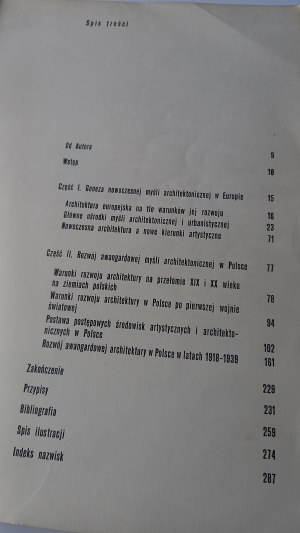 Spis treści
Od Autora 5
Wstęp 10
Część I. Geneza nowoczesnej myśli architektonicznej w Europie 15
Architektura europejska na tle warunków jej rozwoju 16
Główne ośrodki myśli architektonicznej i urbanistycznej 23
Nowoczesna architektura a nowe kierunki artystyczne 71
Część II. Rozwój awangardowej myśli architektonicznej w Polsce 77
Warunki rozwoju architektury na przełomie XIX i XX wieku
na ziemiach polskich 78
Warunki rozwoju architektury w Polsce po pierwszej wojnie
światowej 94
Postawa postępowych środowisk artystycznych i architekto-
nicznych w Polsce 102
Rozwój awangardowej architektury w Polsce w latach 1918-1939 161
Zakończenie 229
Przypisy 231
Bibliografia 259
Spis ilustracji 274
Indeks nazwisk 287